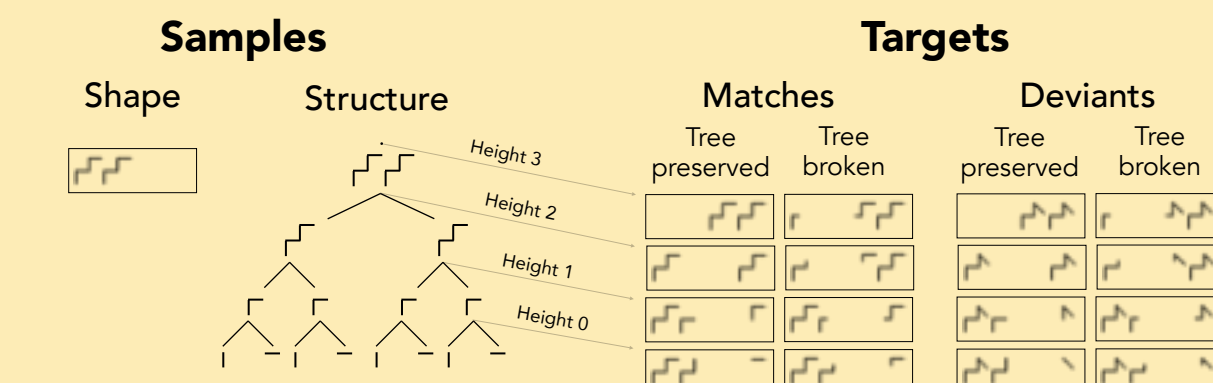 Samples
Targets
Shape
Structure
Matches
Deviants
Tree
preserved
Tree
broken
Tree
preserved
Tree
broken
Height 3
Height 2
Height 1
Height 0